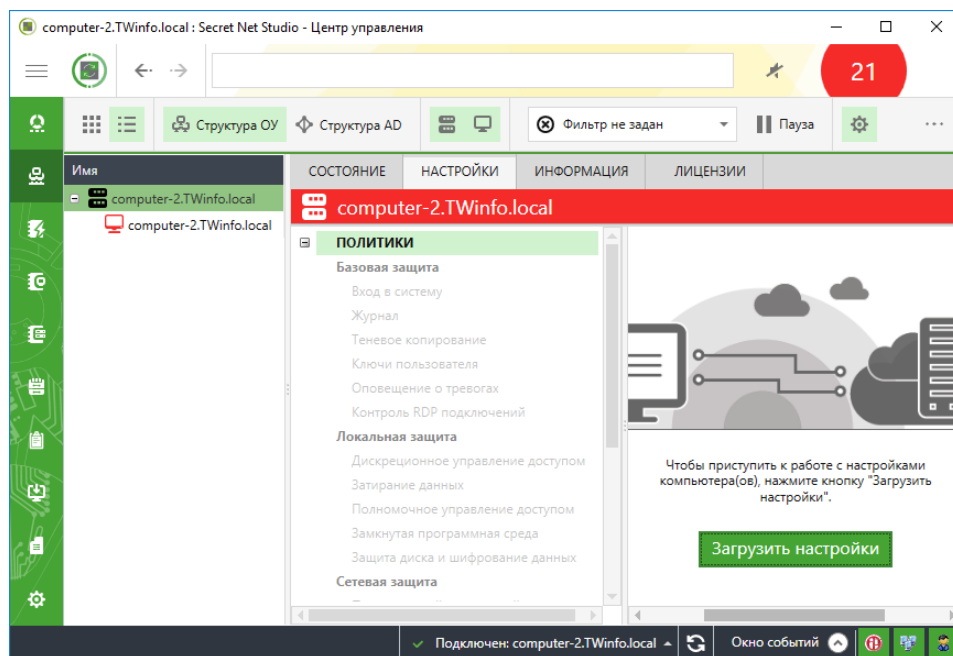 computer-2.TWinfo.local : Secret Net Studio - Центр управления
21
Структура ОУ
Структура AD
Фильтр не задан
Пауза
Имя
computer-2.TWinfo.local
computer-2.TWinfo.local
СОСТОЯНИЕ НАСТРОЙКИ ИНФОРМАЦИЯ ЛИЦЕНЗИИ
computer-2.TWinfo.local
ПОЛИТИКИ
Базовая защита
Вход в систему
Журнал
Теневое копирование
Ключи пользователя
Оповещение о тревогах
Контроль RDP подключений
Локальная защита
Дискреционное управление доступом
Затирание данных
Полномочное управление доступом
Замкнутая программная среда
Защита диска и шифрование данных
Сетевая защита
Чтобы приступить к работе с настройками
компьютера(ов), нажмите кнопку "Загрузить
настройки".
Загрузить настройки
Подключен: computer-2.TWinfo.local
Окно событий